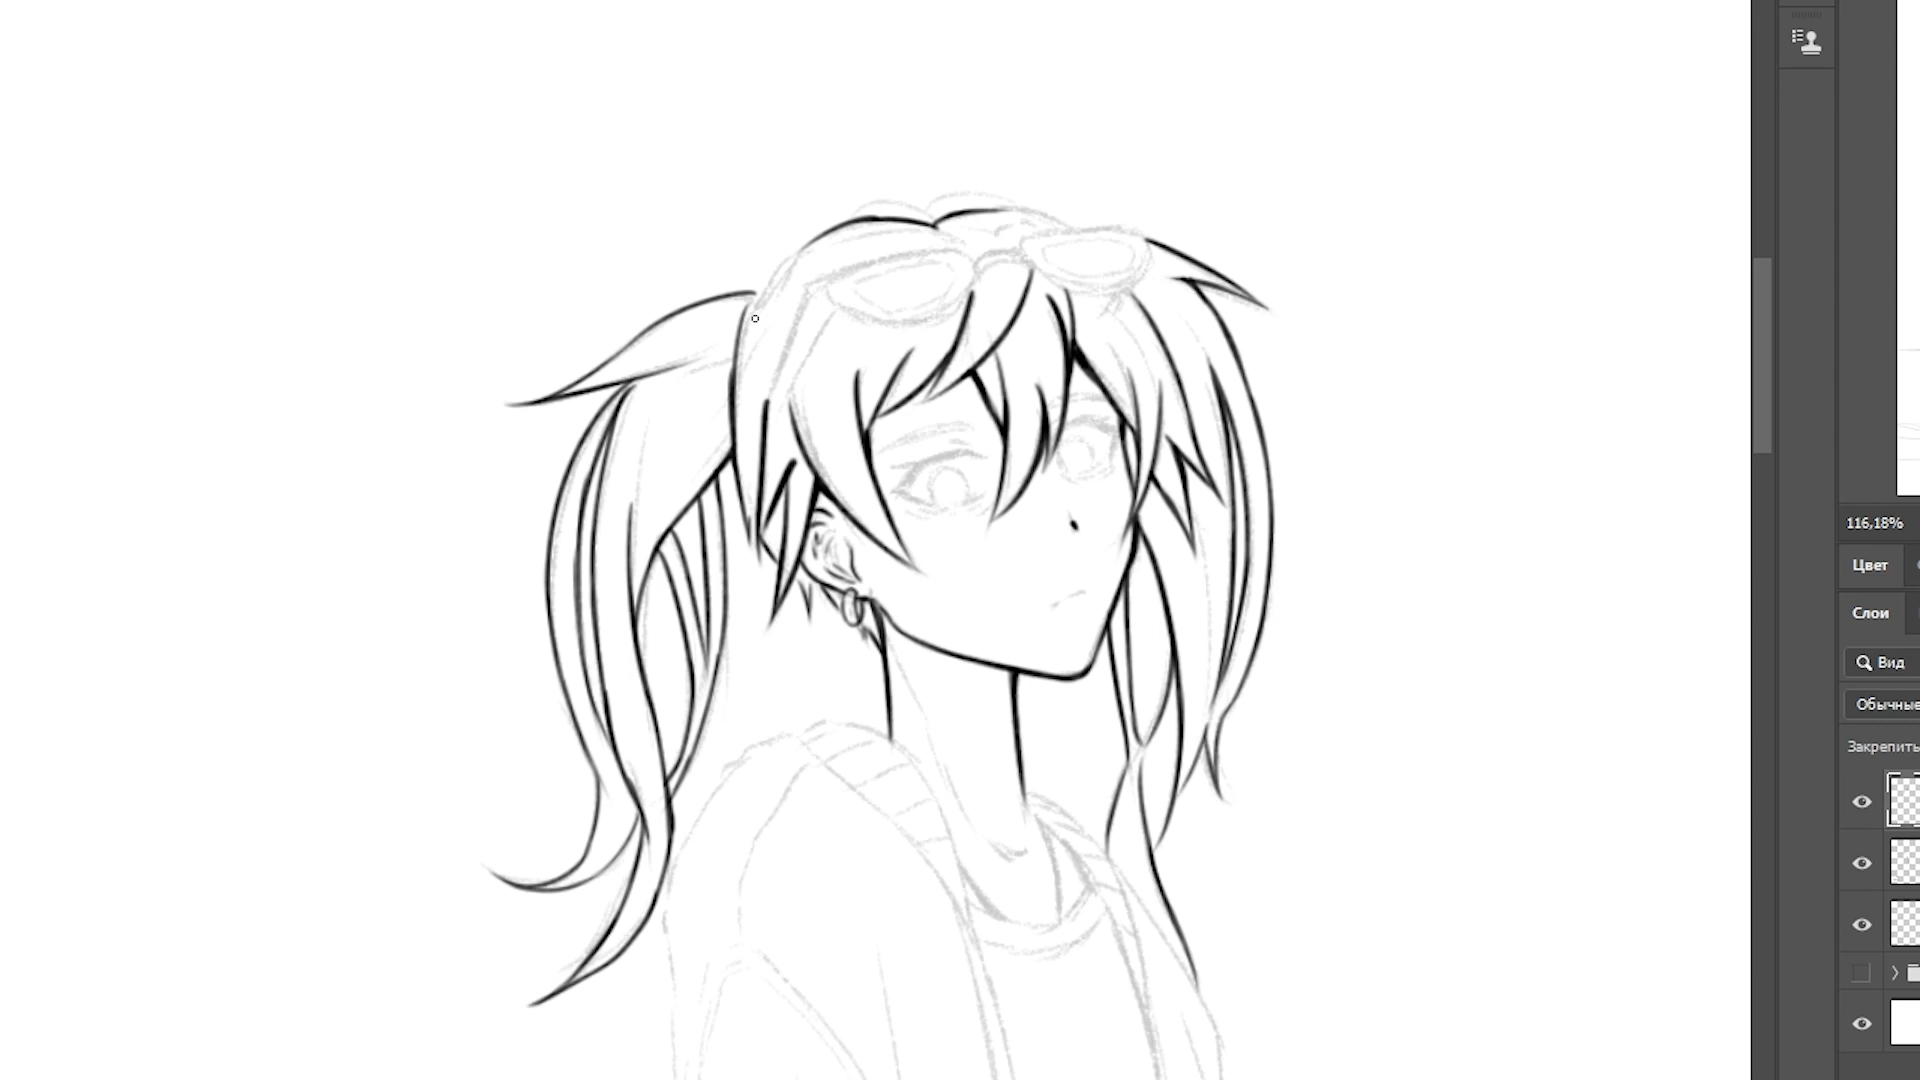 116,18%
Цвет
Слои
Вид
Обычные
Закрепить